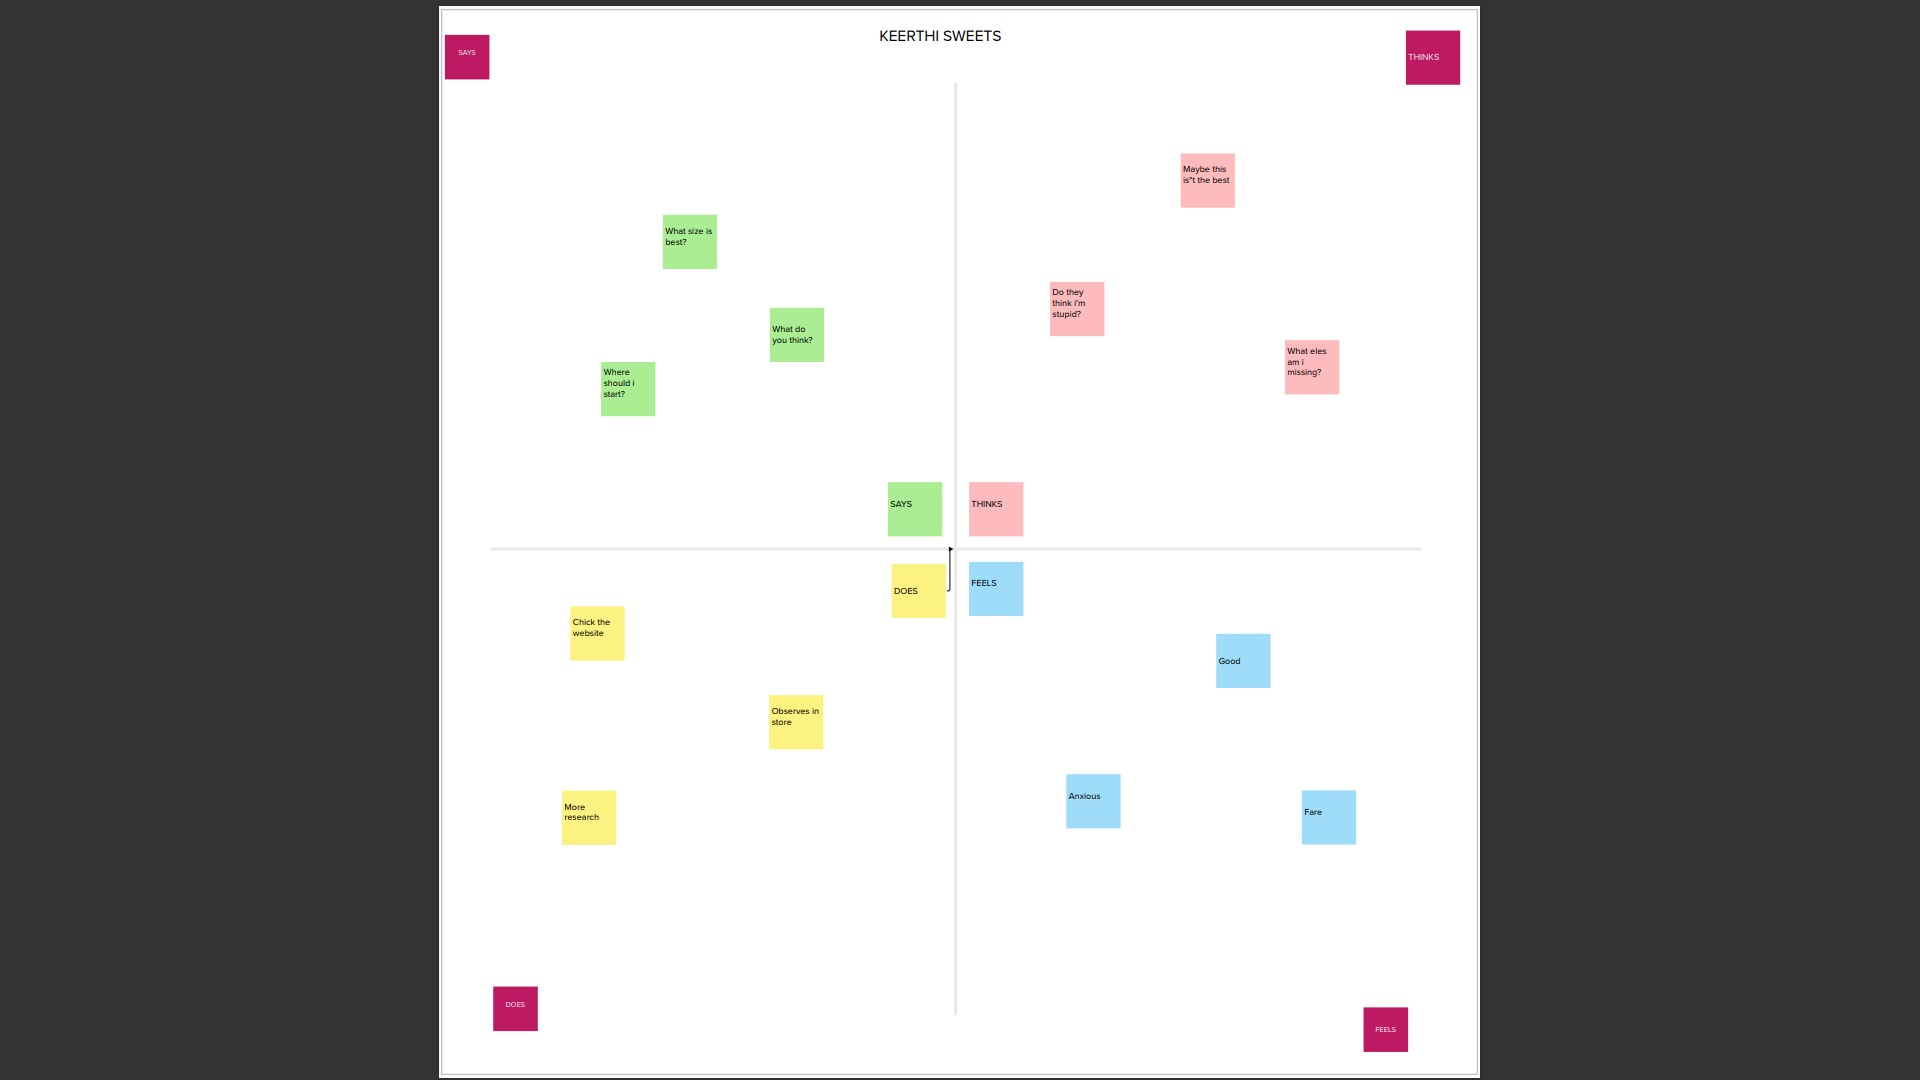 KEERTHI SWEETS
SAYS
THINKS
Maybe this
is"t the best
What size is
best?
Do they
think i'm
stupid?
What do
you think?
What eles
am i
missing?
Where
should i
start?
SAYS
THINKS
DOES
FEELS
Chick the
website
Good
Observes in
store
Anxious
More
research
Fare
DOES
FEELS